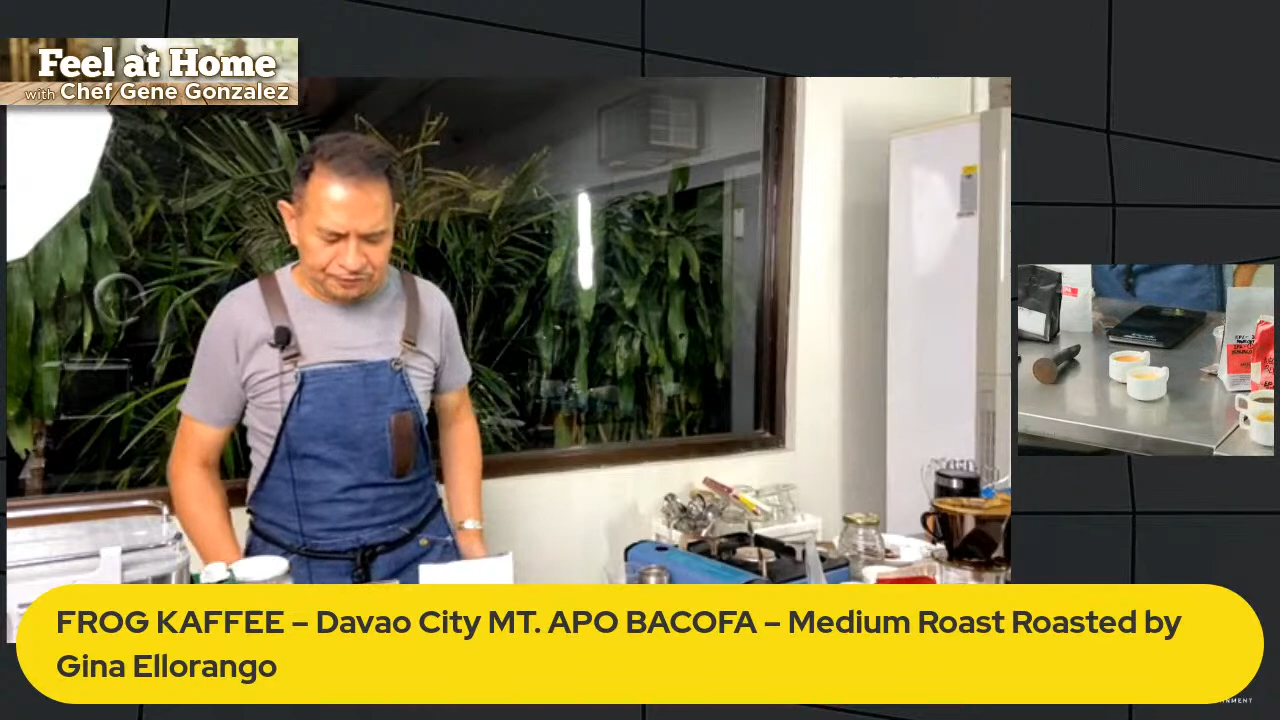 Feel at Home
with Chef Gene Gonzalez
FROG KAFFEE – Davao City MT. APO BACOFA – Medium Roast Roasted by
Gina Ellorango